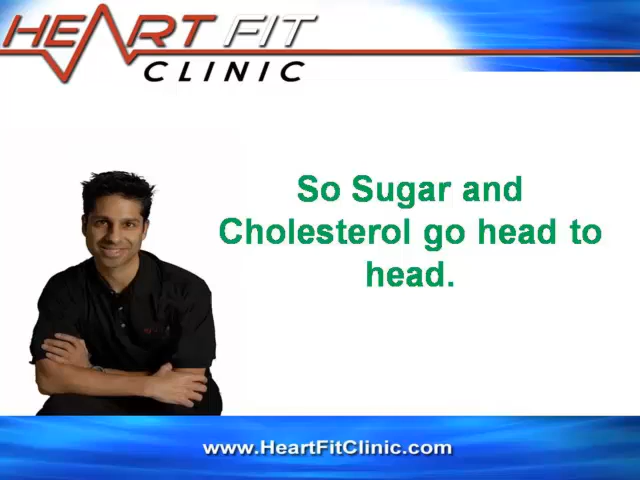 HEART FIT
CLINIC
So Sugar and
Cholesterol go head to
head.
www.HeartFitClinic.com